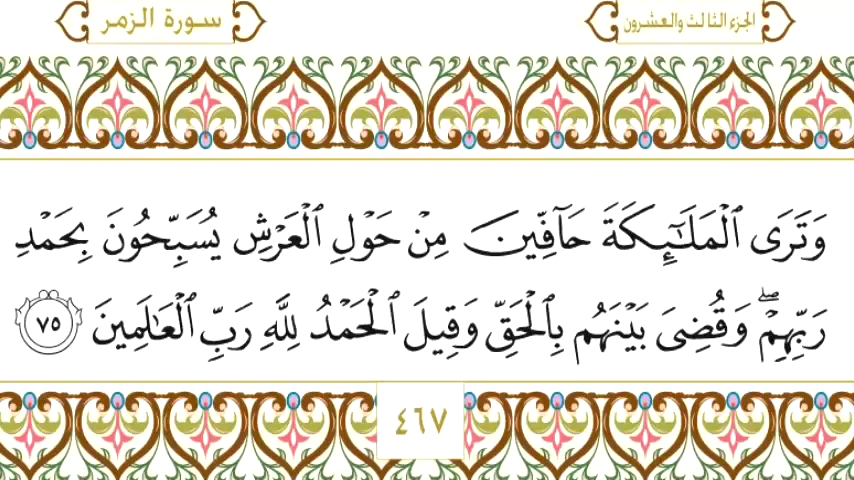 الجزء الثالث والعشرون
سورة الزمر
وَتَرَى ٱلْمَلَـٰٓئِكَةَ حَآفِّينَ مِنْ حَوْلِ ٱلْعَرْشِ يُسَبِّحُونَ بِحَمْدِ
رَبِّهِمْ ۖ وَقُضِىَ بَيْنَهُم بِٱلْحَقِّ وَقِيلَ ٱلْحَمْدُ لِلَّهِ رَبِّ ٱلْعَـٰلَمِينَ ٧٥
٤٦٧